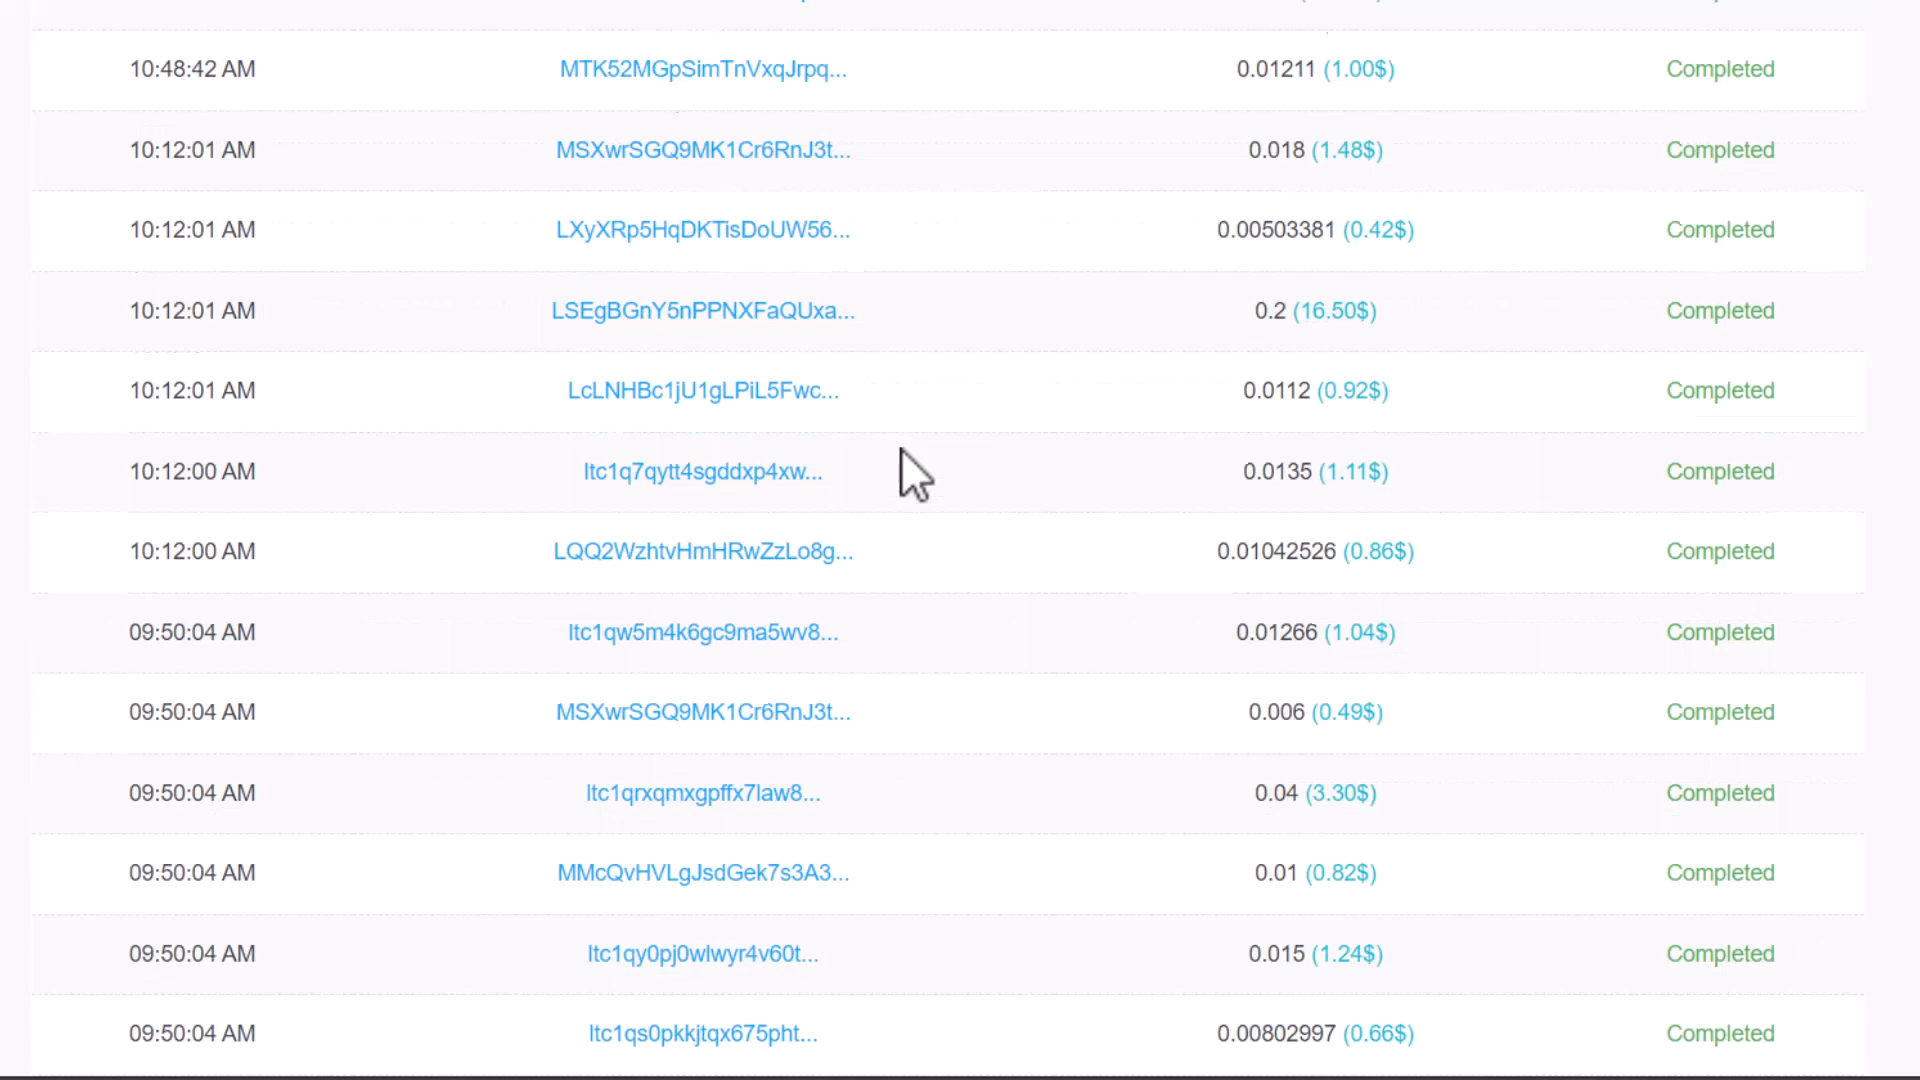 10:48:42 AM MTK52MGpSimTnVxqJrpq... 0.01211 (1.00$) Completed
10:12:01 AM MSXwrSGQ9MK1Cr6RnJ3t... 0.018 (1.48$) Completed
10:12:01 AM LXyXRp5HqDKTisDoUW56... 0.00503381 (0.42$) Completed
10:12:01 AM LSEgBGnY5nPPNXFaQUxa... 0.2 (16.50$) Completed
10:12:01 AM LcLNHBc1jU1gLPiL5Fwc... 0.0112 (0.92$) Completed
10:12:00 AM ltc1q7qytt4sgddxp4xw... 0.0135 (1.11$) Completed
10:12:00 AM LQQ2WzhtvHmHRwZzLo8g... 0.01042526 (0.86$) Completed
09:50:04 AM ltc1qw5m4k6gc9ma5wv8... 0.01266 (1.04$) Completed
09:50:04 AM MSXwrSGQ9MK1Cr6RnJ3t... 0.006 (0.49$) Completed
09:50:04 AM ltc1qrxqmxgpffx7law8... 0.04 (3.30$) Completed
09:50:04 AM MMcQvHVLgJsdGek7s3A3... 0.01 (0.82$) Completed
09:50:04 AM ltc1qy0pj0wlwyr4v60t... 0.015 (1.24$) Completed
09:50:04 AM ltc1qs0pkkjtqx675pht... 0.00802997 (0.66$) Completed